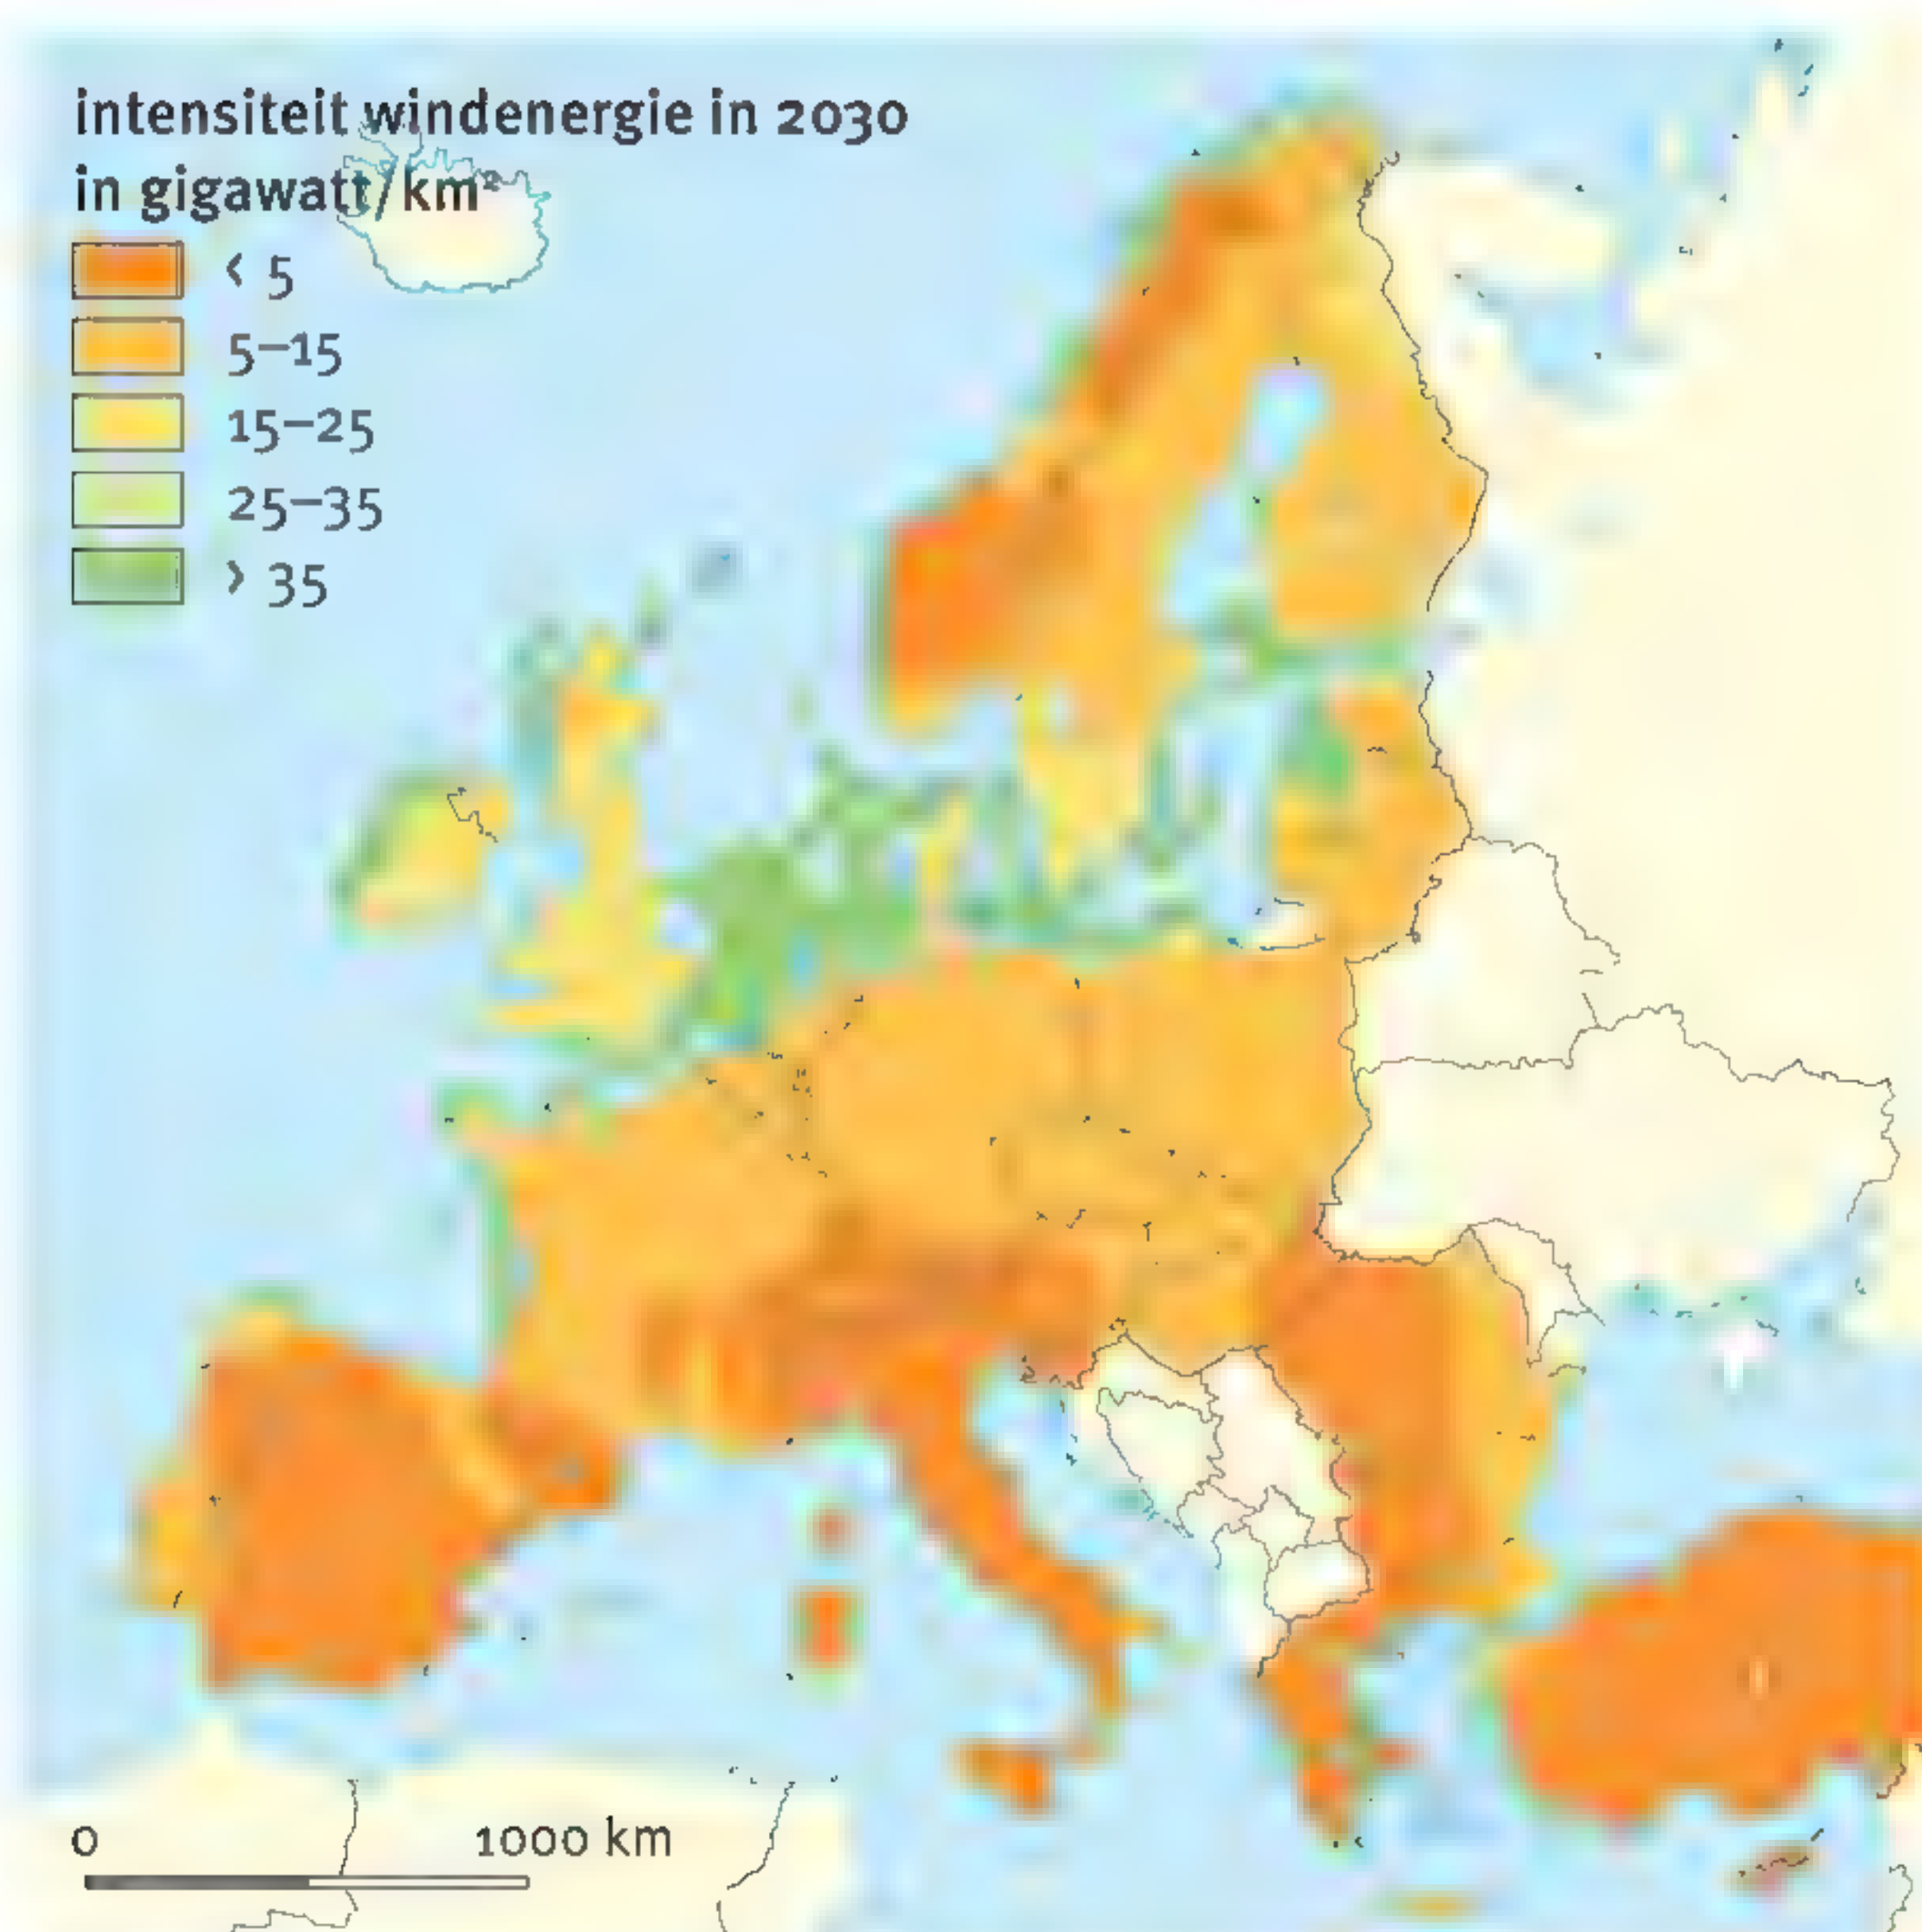 intensiteit windenergie in 2030
in gigawatt/km²
< 5
5–15
15–25
25–35
> 35
0 1000 km